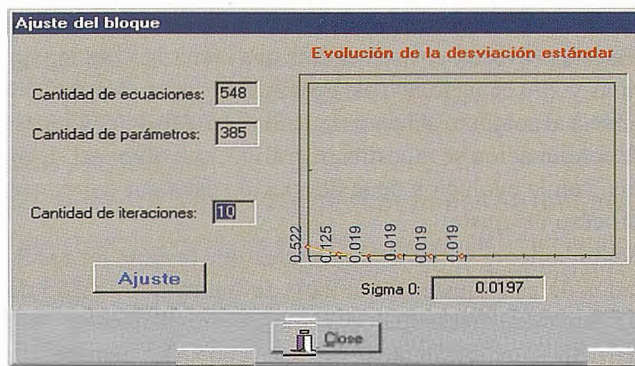 Ajuste del bloque
Evolución de la desviación estándar
Cantidad de ecuaciones: 548
Cantidad de parámetros: 385
Cantidad de iteraciones: 10
0.522
0.125
0.019
0.019
0.019
0.019
Ajuste
Sigma 0: 0.0197
Close